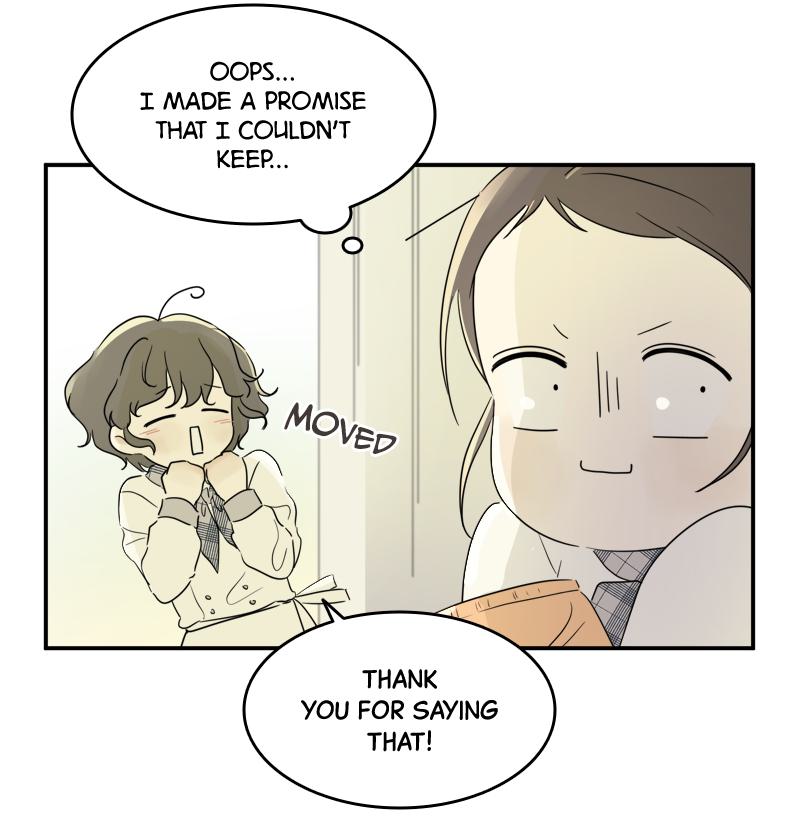 OOPS...
I MADE A PROMISE
THAT I COULDN'T
KEEP...
MOVED
THANK
YOU FOR SAYING
THAT!